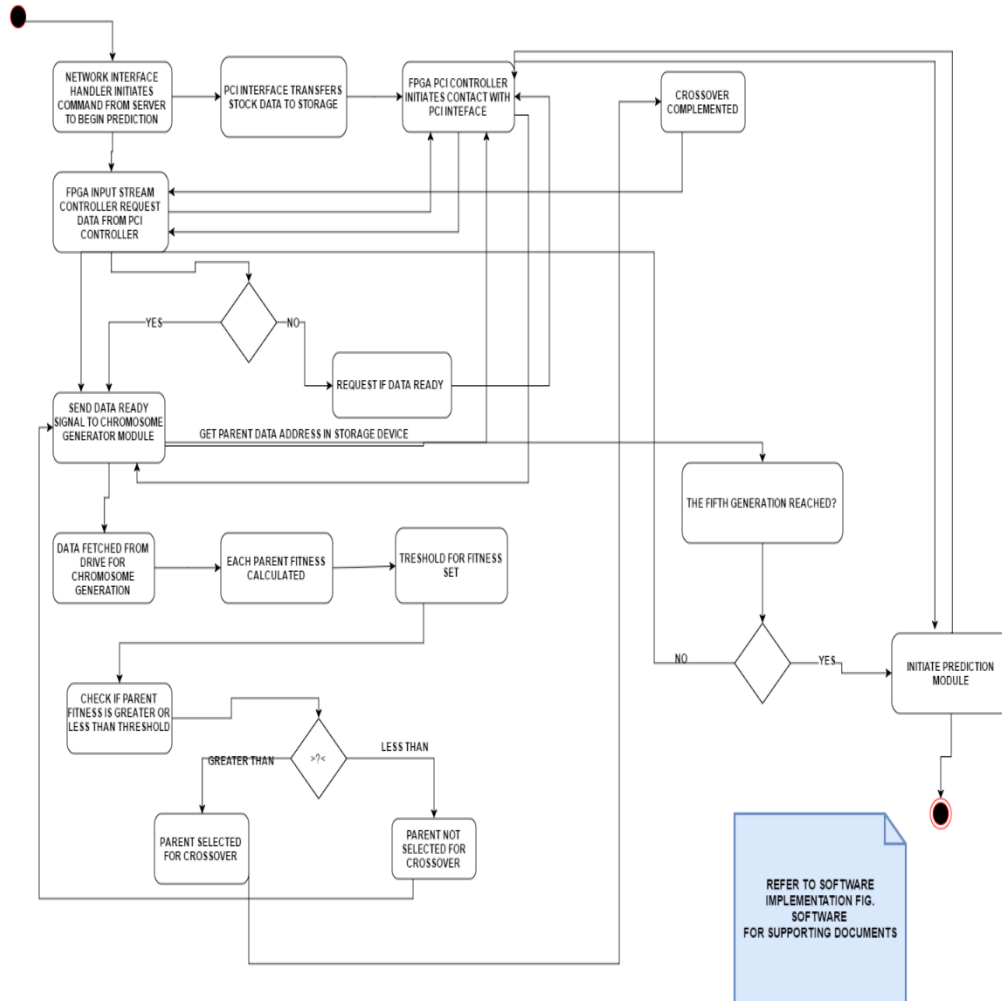 NETWORK INTERFACE
HANDLER INITIATES
COMMAND FROM SERVER
TO BEGIN PREDICTION
PCI INTERFACE TRANSFERS
STOCK DATA TO STORAGE
FPGA PCI CONTROLLER
INITIATES CONTACT WITH
PCI INTEFACE
CROSSOVER
COMPLEMENTED
FPGA INPUT STREAM
CONTROLLER REQUEST
DATA FROM PCI
CONTROLLER
YES
NO
REQUEST IF DATA READY
SEND DATA READY
SIGNAL TO CHROMOSOME
GENERATOR MODULE
GET PARENT DATA ADDRESS IN STORAGE DEVICE
THE FIFTH GENERATION REACHED?
DATA FETCHED FROM
DRIVE FOR
CHROMOSOME
GENERATION
EACH PARENT FITNESS
CALCULATED
TRESHOLD FOR FITNESS
SET
NO
YES
INITIATE PREDICTION
MODULE
CHECK IF PARENT
FITNESS IS GREATER OR
LESS THAN THRESHOLD
GREATER THAN
>?<
LESS THAN
PARENT SELECTED
FOR CROSSOVER
PARENT NOT
SELECTED FOR
CROSSOVER
REFER TO SOFTWARE
IMPLEMENTATION FIG.
SOFTWARE
FOR SUPPORTING DOCUMENTS